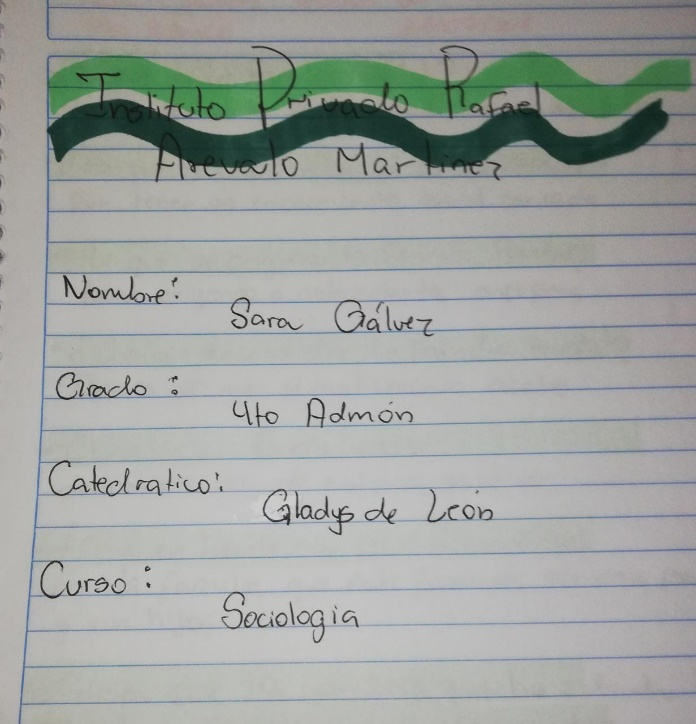 Instituto Privado Rafael
Arevalo Martinez
Nombre:
Sara Gálvez
Grado:
4to Admón
Catedratico:
Gladys de León
Curso:
Sociologia